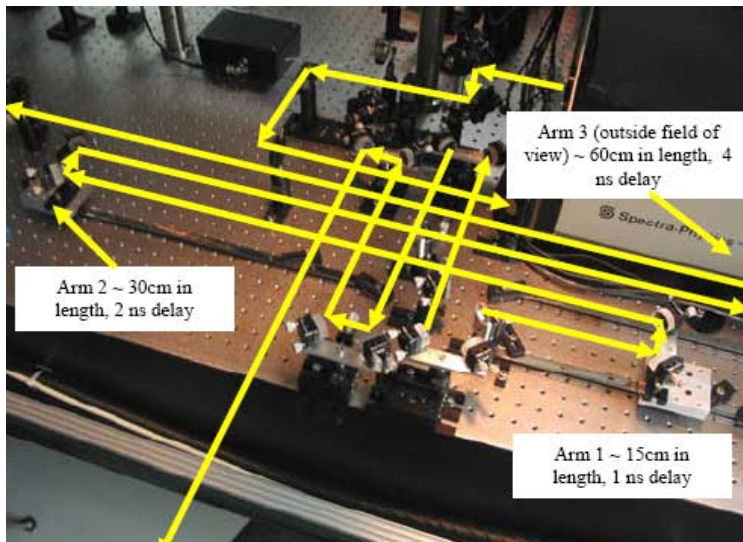 Arm 3 (outside field of
view) ~ 60cm in length, 4
ns delay
Spectra-Physics
Arm 2 ~ 30cm in
length, 2 ns delay
Arm 1 ~ 15cm in
length, 1 ns delay